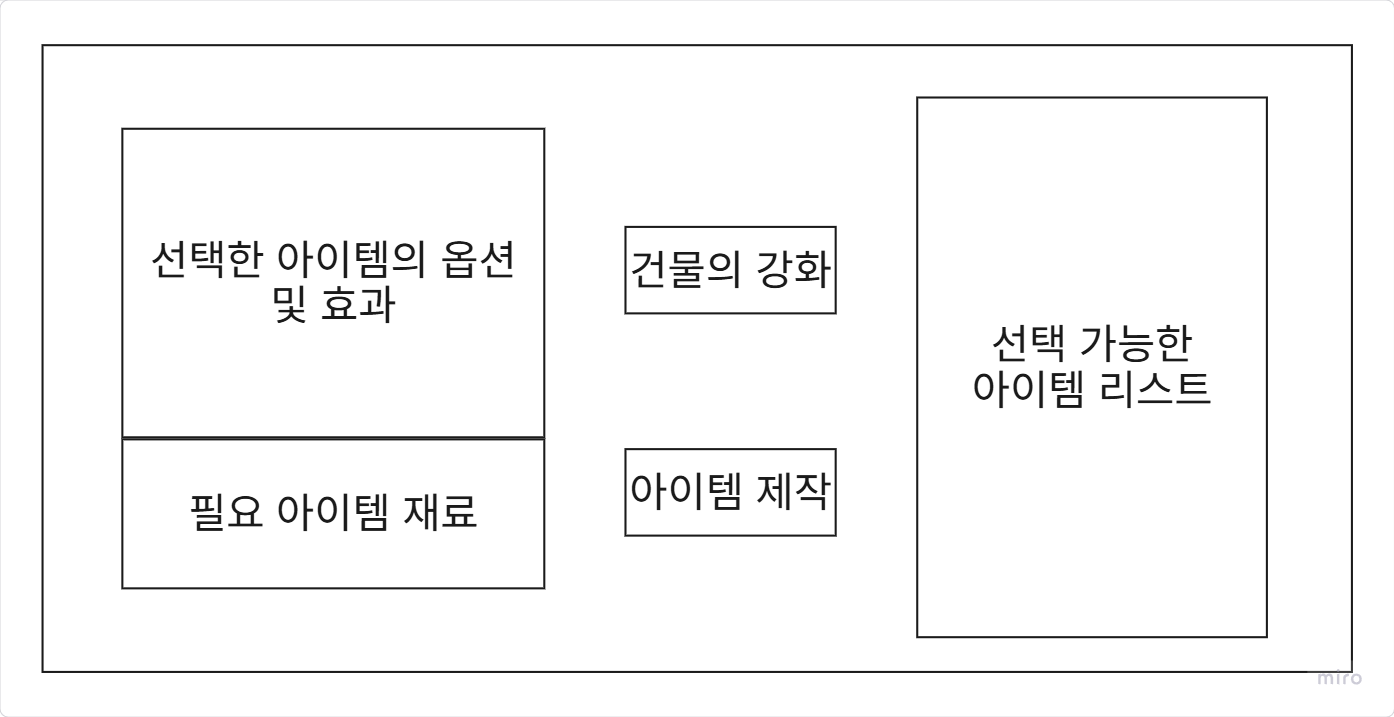 선택한 아이템의 옵션
및 효과
필요 아이템 재료
건물의 강화
아이템 제작
선택 가능한
아이템 리스트
miro